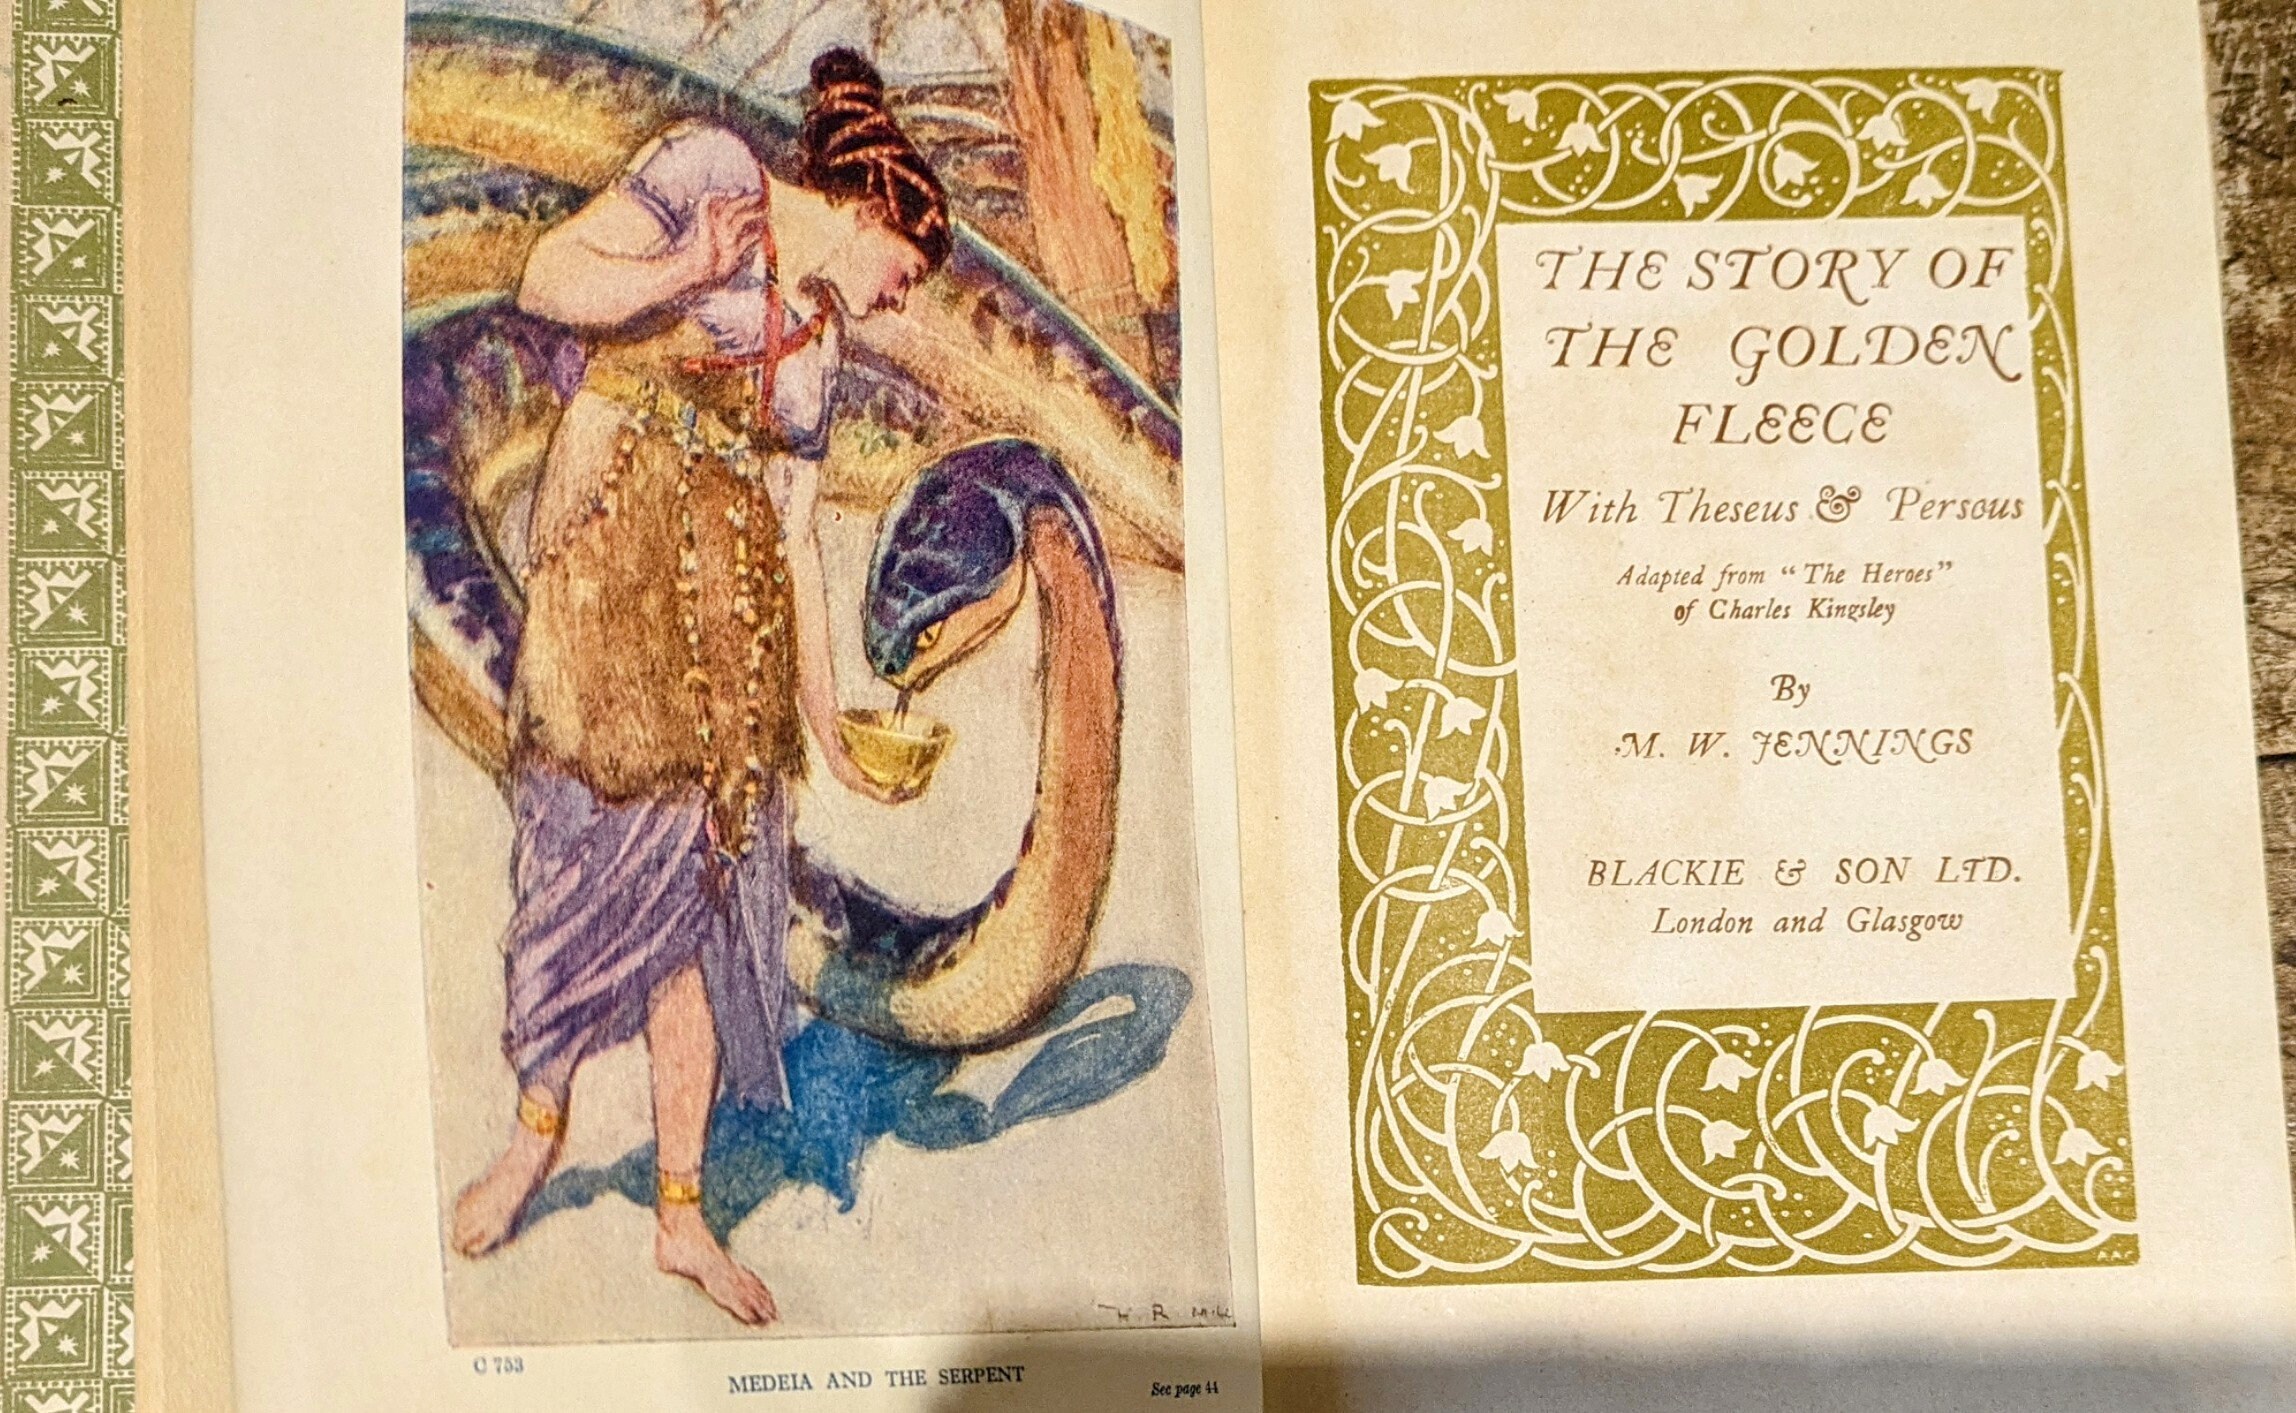 C 753
MEDEIA AND THE SERPENT
See page 44
THE STORY OF
THE GOLDEN
FLEECE
With Theseus & Perseus
Adapted from “The Heroes”
of Charles Kingsley
By
M. W. JENNINGS
BLACKIE & SON LTD.
London and Glasgow